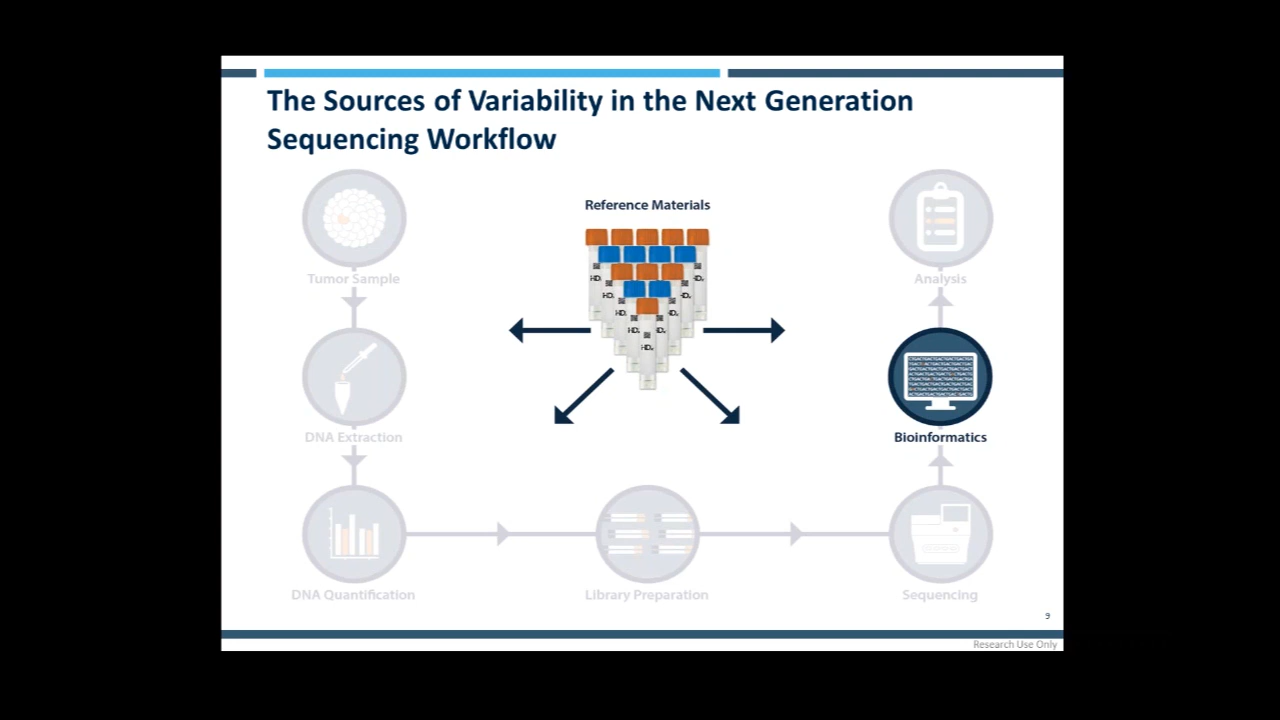 The Sources of Variability in the Next Generation
Sequencing Workflow
Reference Materials
Tumor Sample
Analysis
DNA Extraction
Bioinformatics
DNA Quantification
Library Preparation
Sequencing
9
Research Use Only